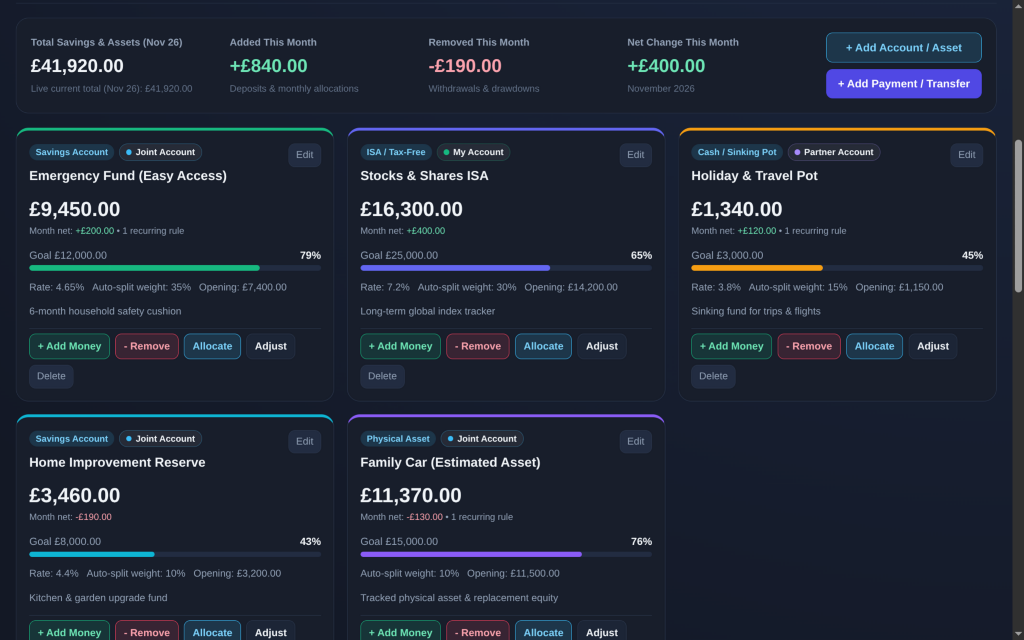 Total Savings & Assets (Nov 26)
£41,920.00
Live current total (Nov 26): £41,920.00
Added This Month
+£840.00
Deposits & monthly allocations
Removed This Month
-£190.00
Withdrawals & drawdowns
Net Change This Month
+£400.00
November 2026
+ Add Account / Asset
+ Add Payment / Transfer
Savings Account Joint Account Edit
Emergency Fund (Easy Access)
£9,450.00
Month net: +£200.00 • 1 recurring rule
Goal £12,000.00 79%
Rate: 4.65% Auto-split weight: 35% Opening: £7,400.00
6-month household safety cushion
+ Add Money - Remove Allocate Adjust
Delete
ISA / Tax-Free My Account Edit
Stocks & Shares ISA
£16,300.00
Month net: +£400.00
Goal £25,000.00 65%
Rate: 7.2% Auto-split weight: 30% Opening: £14,200.00
Long-term global index tracker
+ Add Money - Remove Allocate Adjust
Delete
Cash / Sinking Pot Partner Account Edit
Holiday & Travel Pot
£1,340.00
Month net: +£120.00 • 1 recurring rule
Goal £3,000.00 45%
Rate: 3.8% Auto-split weight: 15% Opening: £1,150.00
Sinking fund for trips & flights
+ Add Money - Remove Allocate Adjust
Delete
Savings Account Joint Account Edit
Home Improvement Reserve
£3,460.00
Month net: -£190.00
Goal £8,000.00 43%
Rate: 4.4% Auto-split weight: 10% Opening: £3,200.00
Kitchen & garden upgrade fund
+ Add Money - Remove Allocate Adjust
Physical Asset Joint Account Edit
Family Car (Estimated Asset)
£11,370.00
Month net: -£130.00 • 1 recurring rule
Goal £15,000.00 76%
Auto-split weight: 10% Opening: £11,500.00
Tracked physical asset & replacement equity
+ Add Money - Remove Allocate Adjust